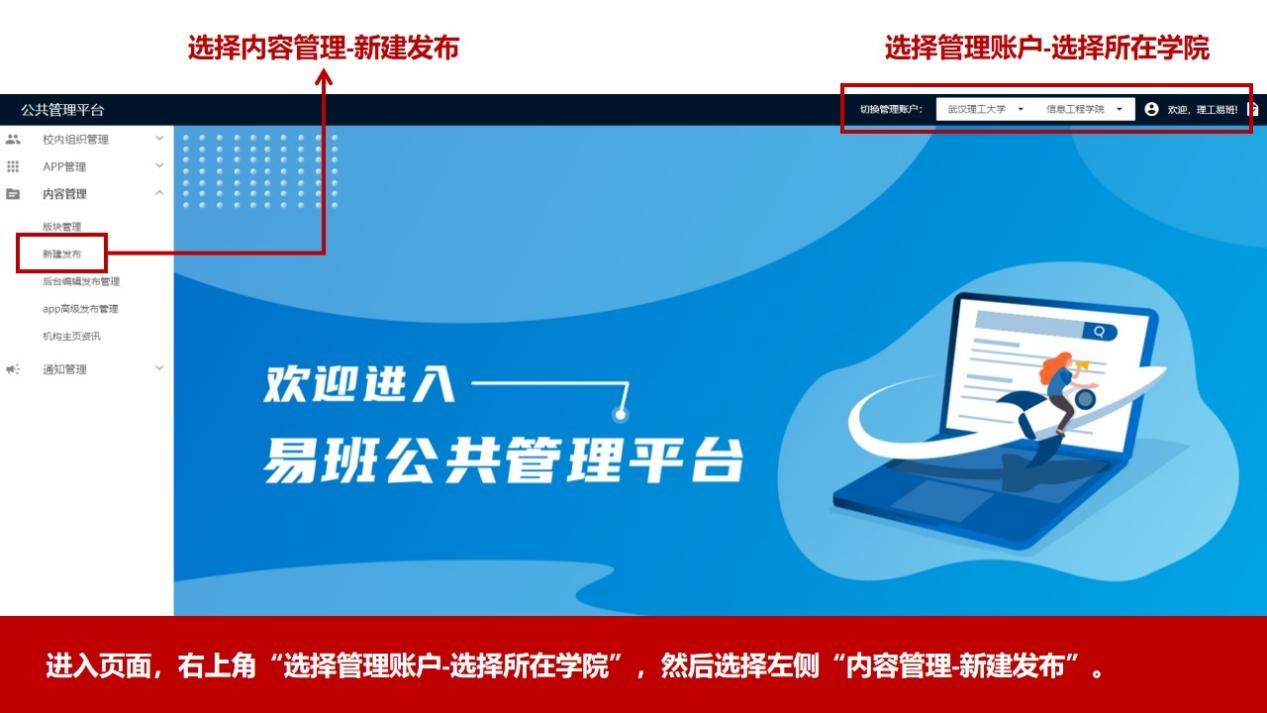 选择内容管理-新建发布
选择管理账户-选择所在学院
公共管理平台
切换管理账户：
武汉理工大学
信息工程学院
欢迎，理工易班!
校内组织管理
APP管理
内容管理
版块管理
新建发布
后台编辑发布管理
app高级发布管理
机构主页资讯
通知管理
欢迎进入
易班公共管理平台
进入页面，右上角“选择管理账户-选择所在学院”，然后选择左侧“内容管理-新建发布”。